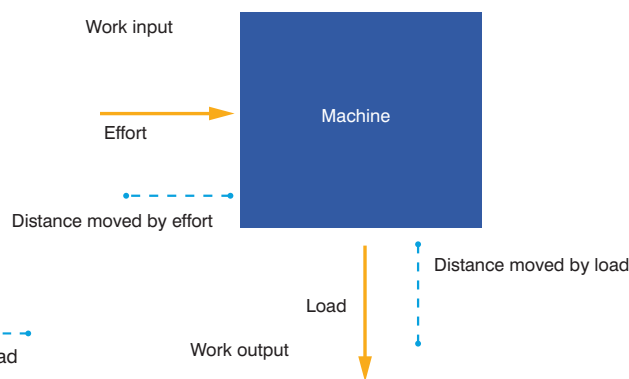 Work input
Machine
Effort
Distance moved by effort
Distance moved by load
Load
Work output